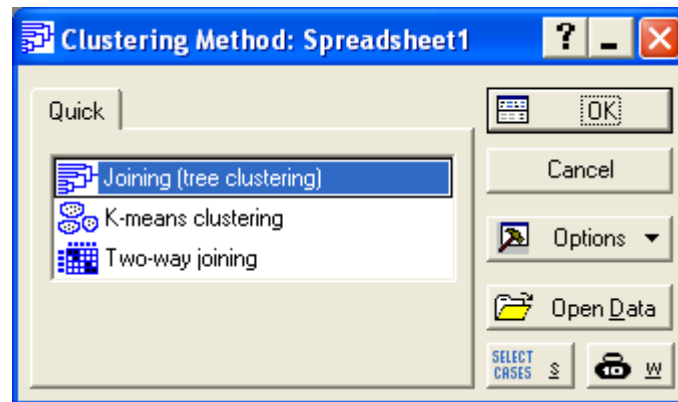 Clustering Method: Spreadsheet1
?
Quick
OK
Joining (tree clustering)
Cancel
K-means clustering
Two-way joining
Options
Open Data
SELECT CASES S
10 W